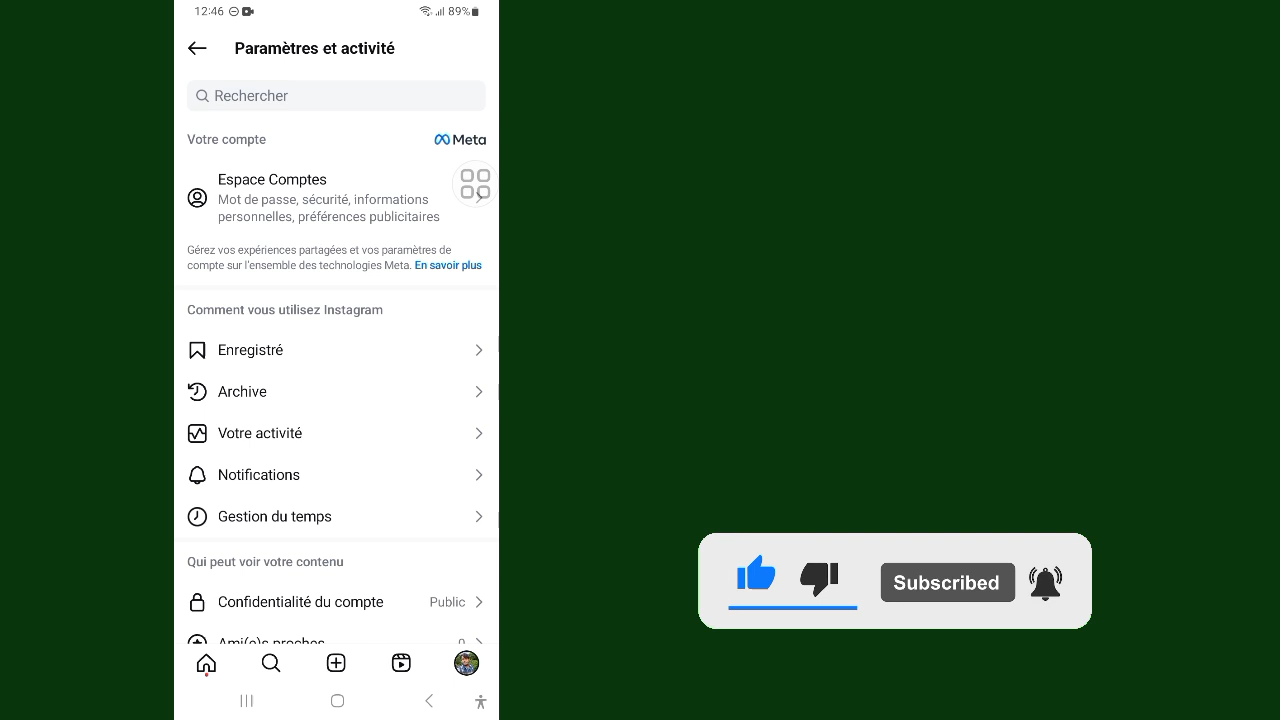 12:46
89%
Paramètres et activité
Rechercher
Votre compte
Meta
Espace Comptes
Mot de passe, sécurité, informations
personnelles, préférences publicitaires
Gérez vos expériences partagées et vos paramètres de
compte sur l'ensemble des technologies Meta. En savoir plus
Comment vous utilisez Instagram
Enregistré
Archive
Votre activité
Notifications
Gestion du temps
Qui peut voir votre contenu
Confidentialité du compte Public
Ami(e)s proches 0
Subscribed